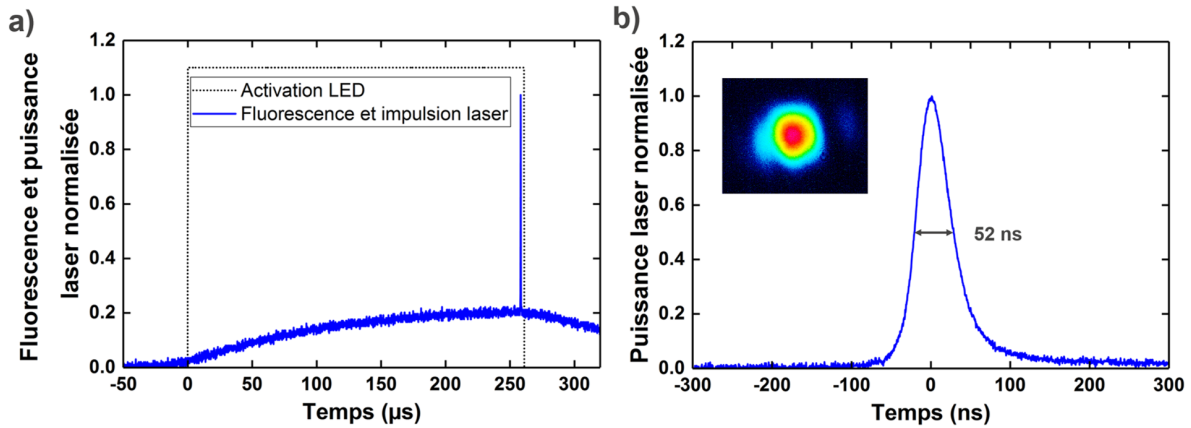 a)
Fluorescence et puissance
laser normalisée
1.2
1.0
0.8
0.6
0.4
0.2
0.0
Activation LED
Fluorescence et impulsion laser
-50 0 50 100 150 200 250 300
Temps (µs)
b)
Puissance laser normalisée
1.2
1.0
0.8
0.6
0.4
0.2
0.0
52 ns
-300 -200 -100 0 100 200 300
Temps (ns)